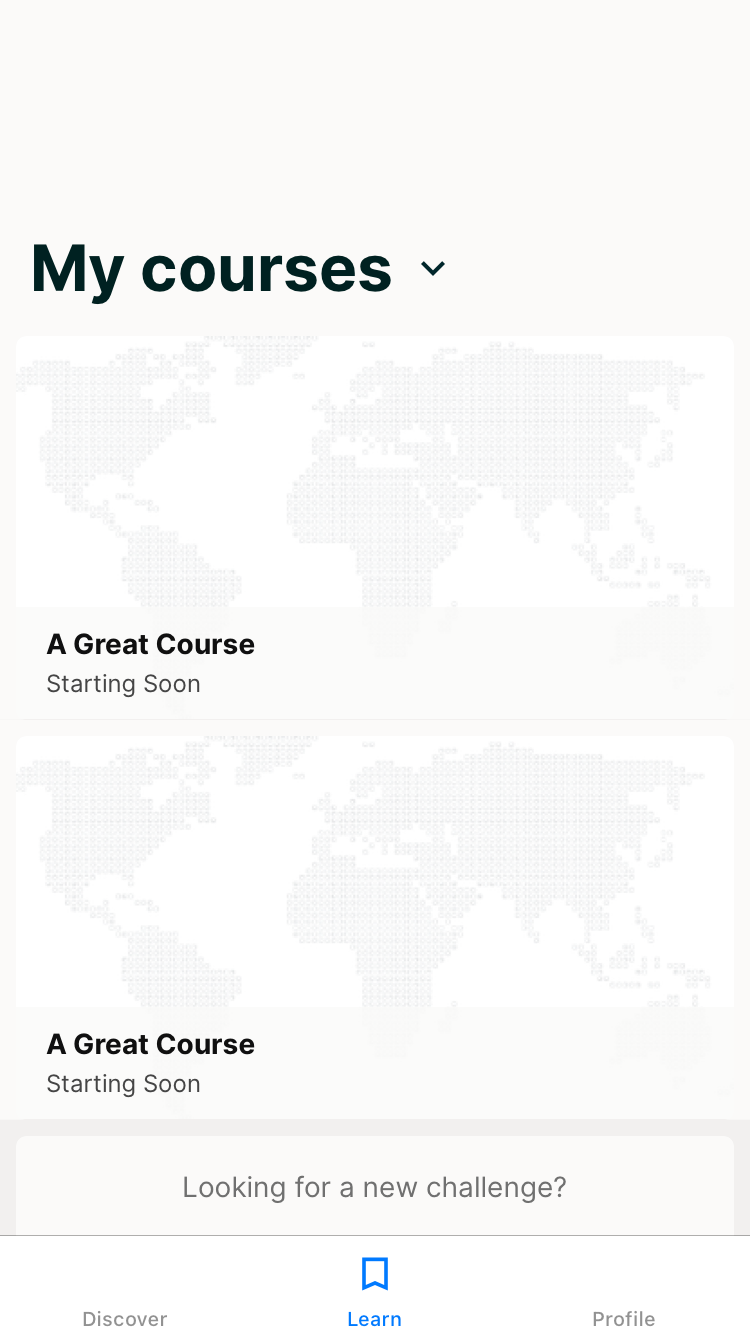 My courses
A Great Course
Starting Soon
A Great Course
Starting Soon
Looking for a new challenge?
Discover
Learn
Profile